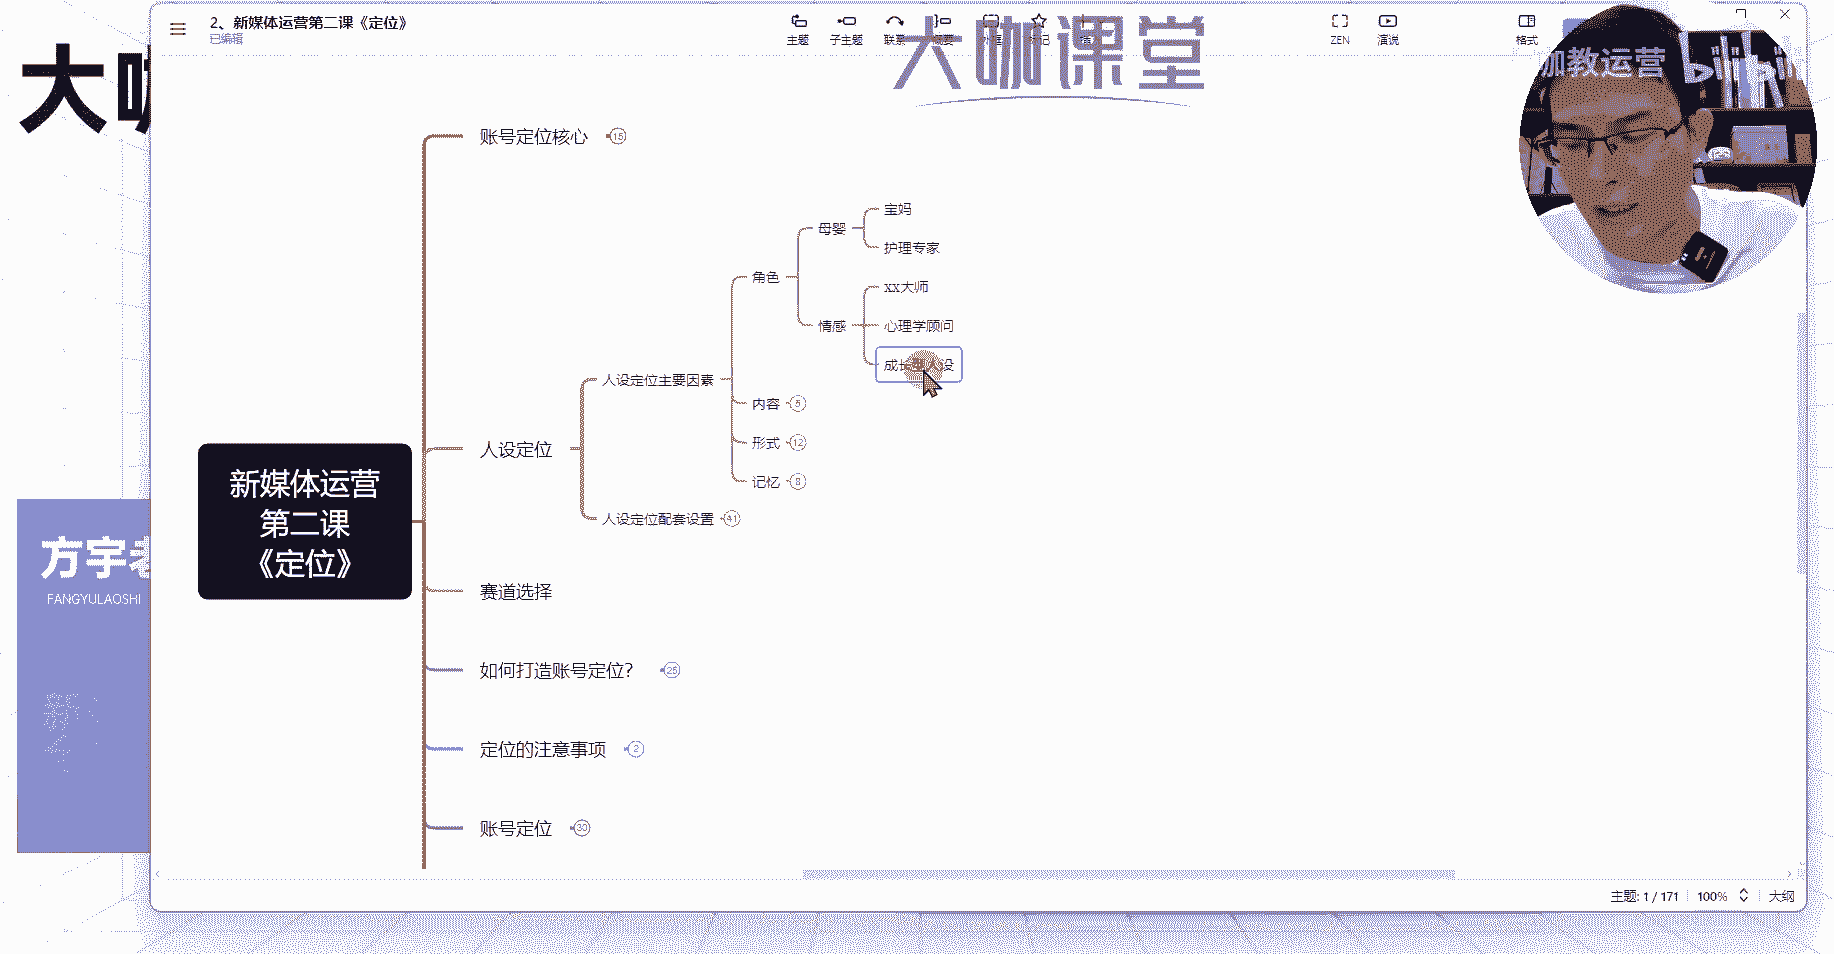 2、新媒体运营第二课《定位》
已编辑
主题
子主题
联系
概要
外框
标记
ZEN
演说
格式
大咖课堂
咖教运营
bilibili
大咖
账号定位核心
15
宝妈
母婴
护理专家
角色
xx大师
情感
心理学顾问
成长型人设
人设定位主要因素
内容
5
形式
12
人设定位
记忆
8
新媒体运营
第二课
《定位》
人设定位配套设置
41
方宇老
FANGYULAOSHI
赛道选择
如何打造账号定位？
25
定位的注意事项
2
账号定位
30
主题: 1 / 171
100%
大纲